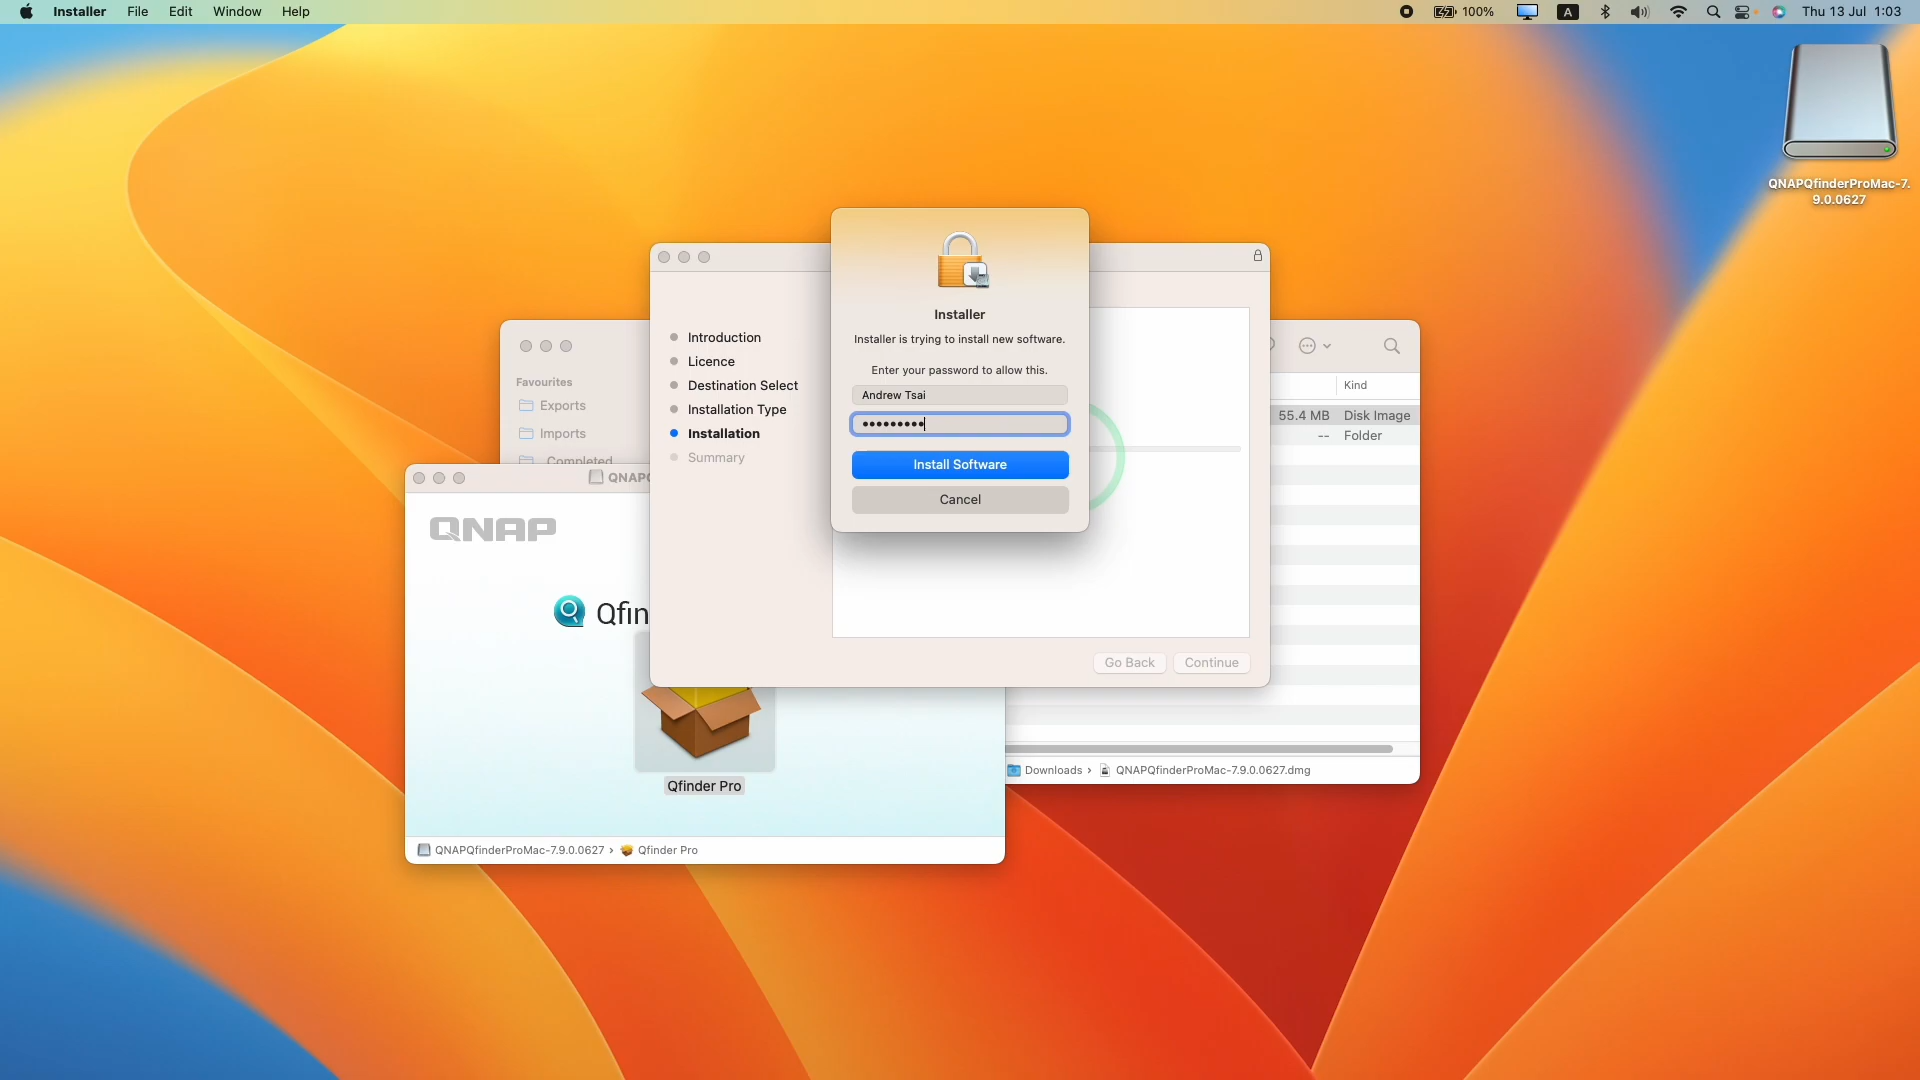 Installer File Edit Window Help
100% A Thu 13 Jul 1:03
QNAPQfinderProMac-7.
9.0.0627
Installer
Installer is trying to install new software.
Enter your password to allow this.
Andrew Tsai
•••••••••
Install Software
Cancel
Introduction
Licence
Destination Select
Installation Type
Installation
Summary
Go Back Continue
Favourites
Exports
Imports
Completed
Kind
55.4 MB Disk Image
-- Folder
Downloads › QNAPQfinderProMac-7.9.0.0627.dmg
QNAP
Qfin
Qfinder Pro
QNAPQfinderProMac-7.9.0.0627 › Qfinder Pro